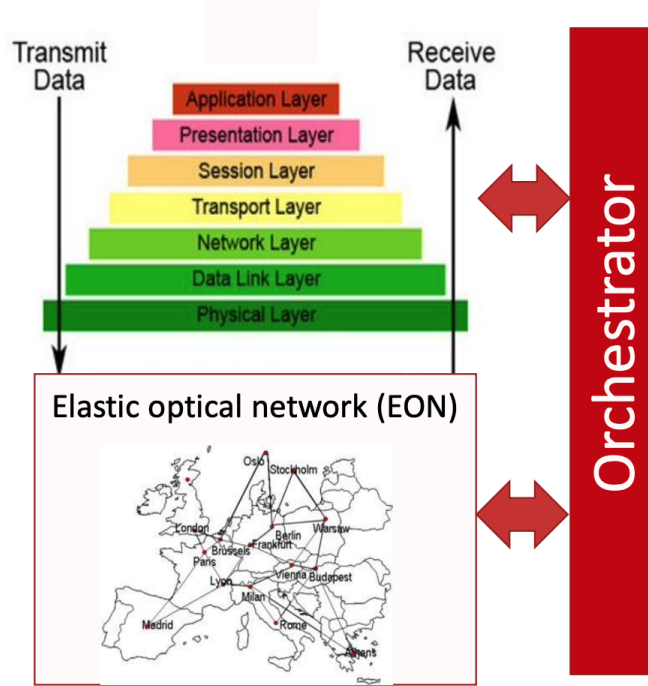 Transmit
Data
Receive
Data
Application Layer
Presentation Layer
Session Layer
Transport Layer
Network Layer
Data Link Layer
Physical Layer
Orchestrator
Elastic optical network (EON)
Oslo
Stockholm
London
Berlin
Warsaw
Brussels
Frankfurt
Paris
Vienna
Budapest
Lyon
Milan
Madrid
Rome
Athens